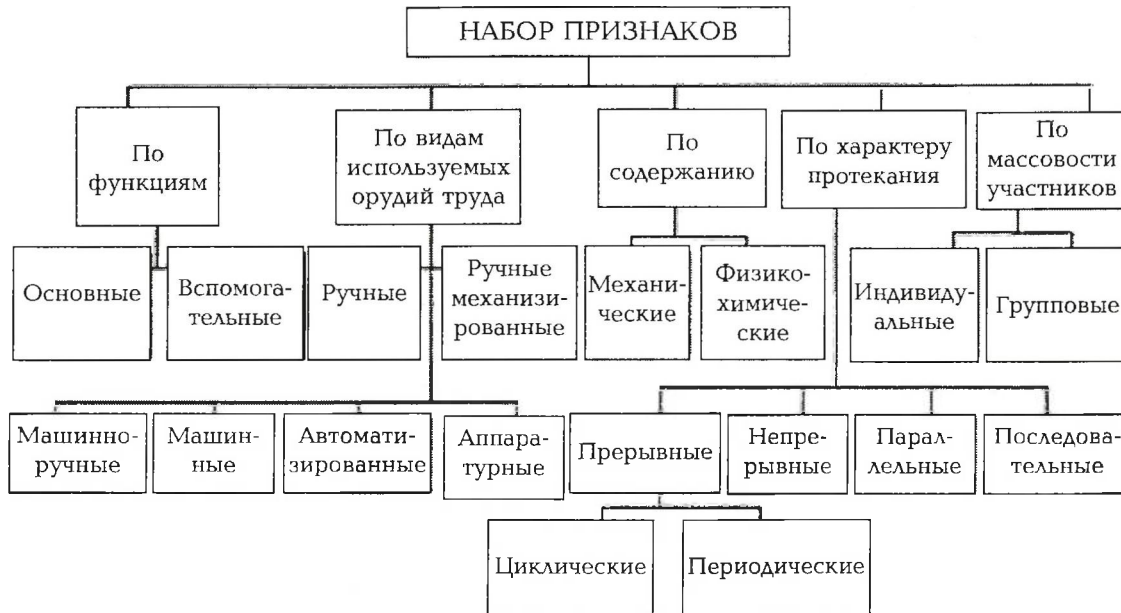 НАБОР ПРИЗНАКОВ
По
функциям
По видам
используемых
орудий труда
По
содержанию
По характеру
протекания
По
массовости
участников
Основные
Вспомога-
тельные
Ручные
Ручные
механизи-
рованные
Механи-
ческие
Физико-
химиче-
ские
Индивиду-
альные
Групповые
Машинно-
ручные
Машин-
ные
Автомати-
зированные
Аппара-
турные
Прерывные
Непре-
рывные
Парал-
лельные
Последова-
тельные
Циклические
Периодические